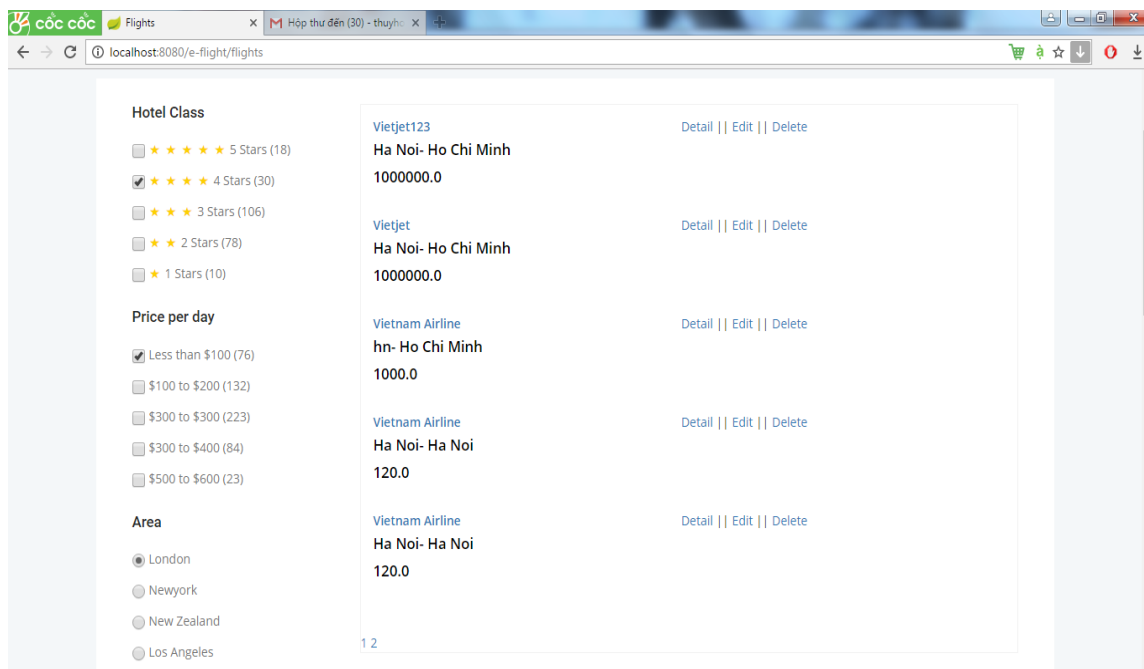 cốc cốc Flights Hộp thư đến (30) - thuyho
localhost:8080/e-flight/flights
Hotel Class
5 Stars (18)
4 Stars (30)
3 Stars (106)
2 Stars (78)
1 Stars (10)
Price per day
Less than $100 (76)
$100 to $200 (132)
$300 to $300 (223)
$300 to $400 (84)
$500 to $600 (23)
Area
London
Newyork
New Zealand
Los Angeles
Vietjet123 Detail || Edit || Delete
Ha Noi- Ho Chi Minh
1000000.0
Vietjet Detail || Edit || Delete
Ha Noi- Ho Chi Minh
1000000.0
Vietnam Airline Detail || Edit || Delete
hn- Ho Chi Minh
1000.0
Vietnam Airline Detail || Edit || Delete
Ha Noi- Ha Noi
120.0
Vietnam Airline Detail || Edit || Delete
Ha Noi- Ha Noi
120.0
1 2